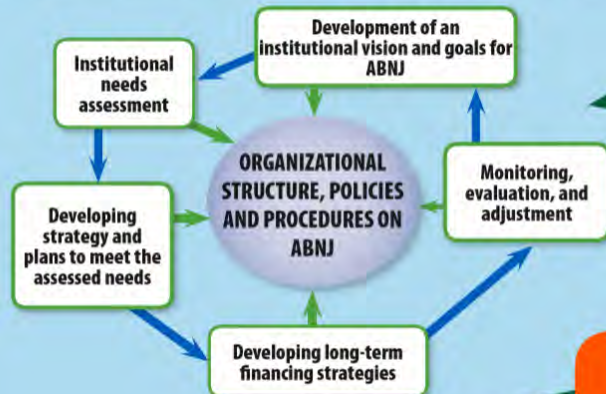 Development of an
institutional vision and goals for
ABNJ
Institutional
needs
assessment
ORGANIZATIONAL
STRUCTURE, POLICIES
AND PROCEDURES ON
ABNJ
Monitoring,
evaluation, and
adjustment
Developing
strategy and
plans to meet the
assessed needs
Developing long-term
financing strategies